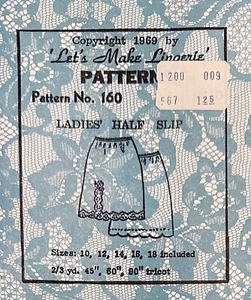 Copyright 1969 by
'Let's Make Lingerie'
PATTERN
1200 009
567 125
Pattern No. 160
LADIES' HALF SLIP
Sizes: 10, 12, 14, 16, 18 included
2/3 yd. 45", 60", 90" tricot